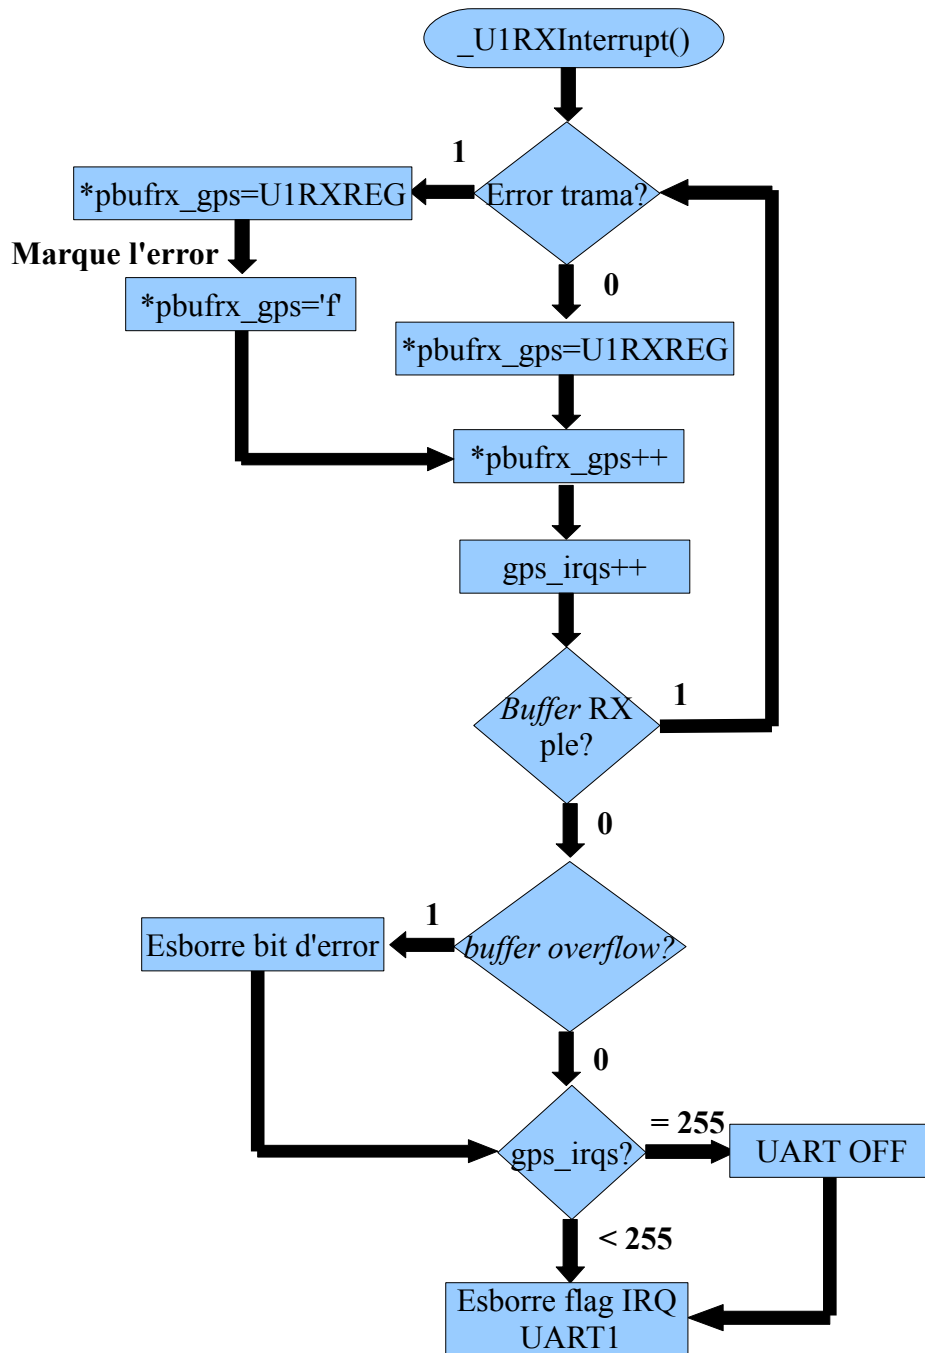 _U1RXInterrupt()
1
*pbufrx_gps=U1RXREG
Error trama?
Marque l'error
0
*pbufrx_gps='f'
*pbufrx_gps=U1RXREG
*pbufrx_gps++
gps_irqs++
Buffer RX
ple?
1
0
1
Esborre bit d'error
buffer overflow?
0
= 255
gps_irqs?
UART OFF
< 255
Esborre flag IRQ
UART1